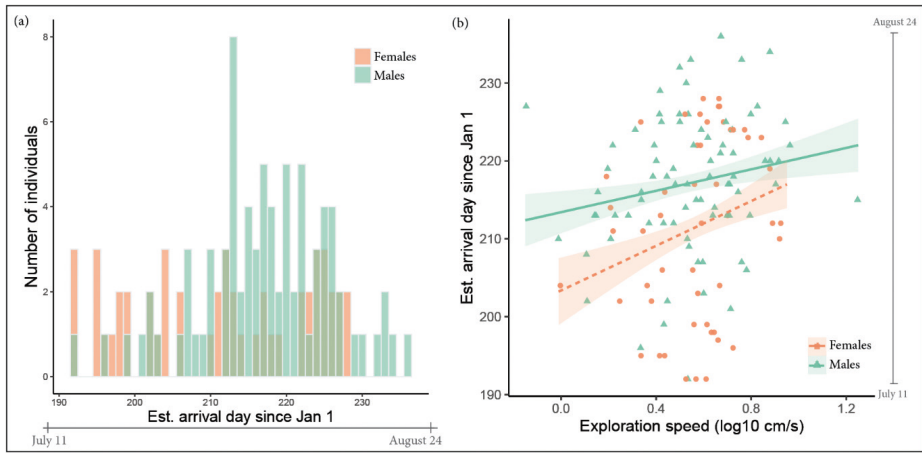 (a)
8
6
4
2
0
Number of individuals
Females
Males
190
200
210
220
230
Est. arrival day since Jan 1
July 11
August 24
(b)
August 24
230
220
210
200
190
Est. arrival day since Jan 1
Females
Males
July 11
0.0
0.4
0.8
1.2
Exploration speed (log10 cm/s)